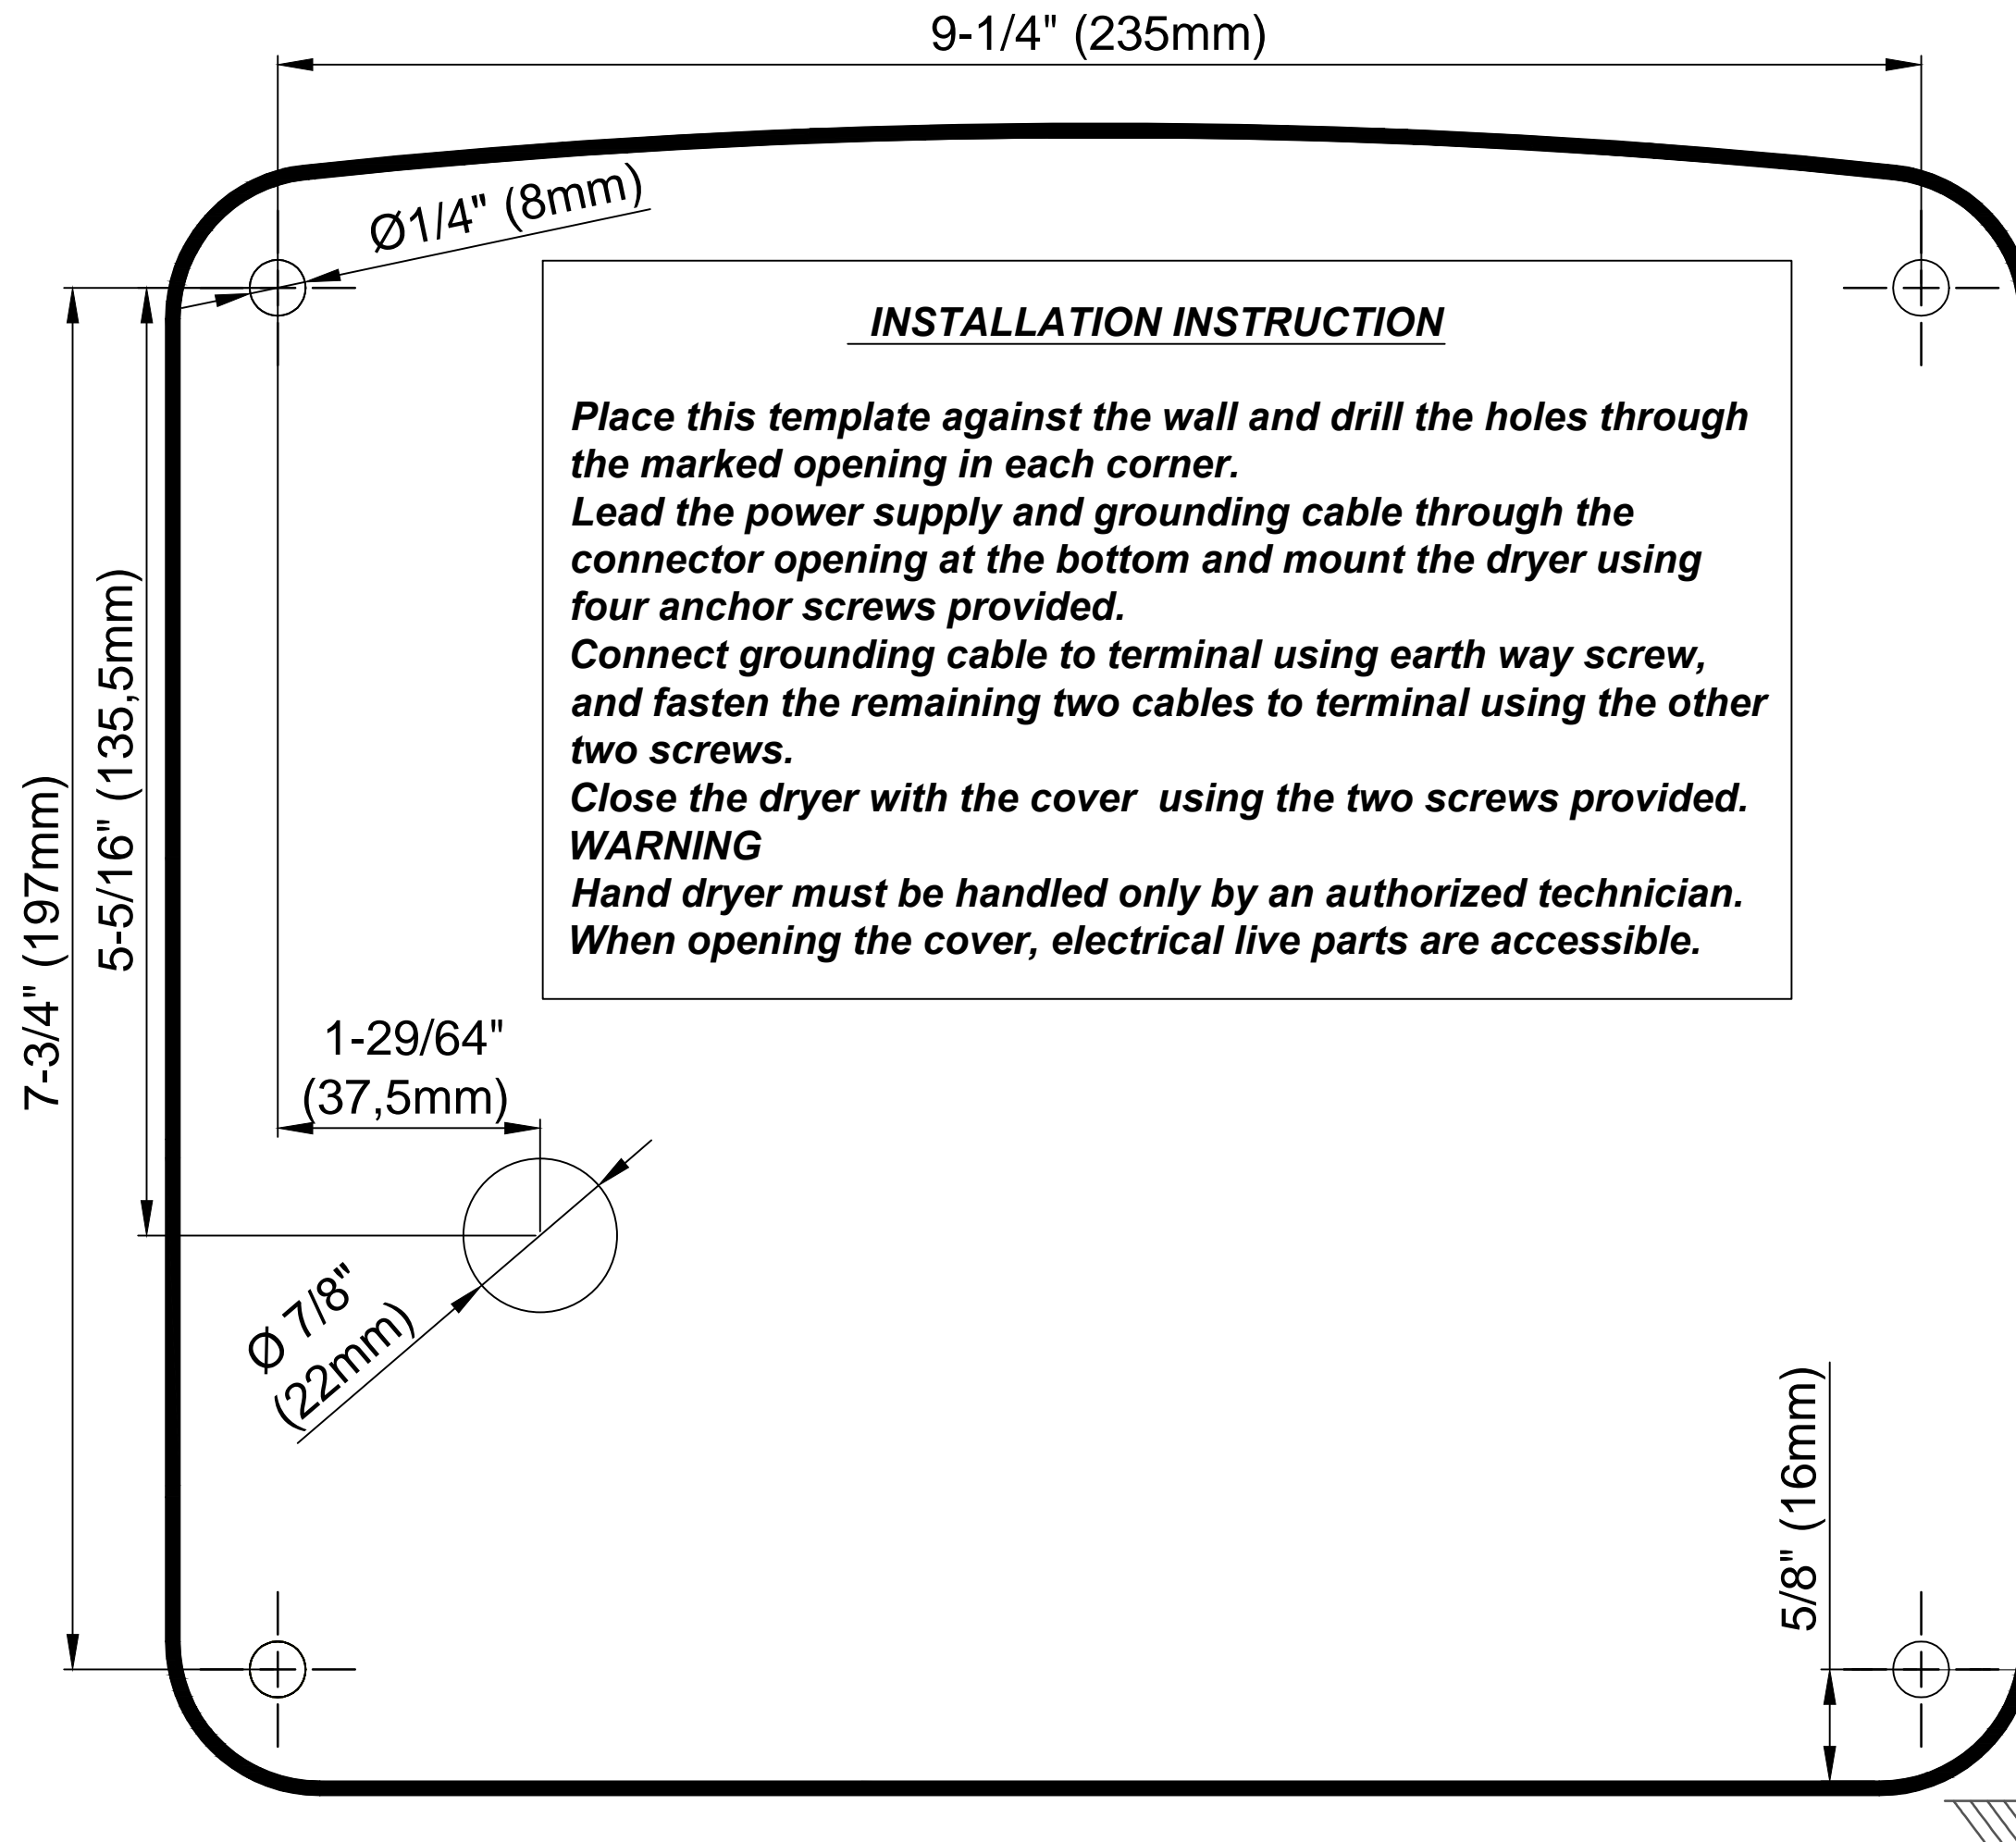 9-1/4" (235mm)
Ø1/4" (8mm)
INSTALLATION INSTRUCTION
Place this template against the wall and drill the holes through
the marked opening in each corner.
Lead the power supply and grounding cable through the
connector opening at the bottom and mount the dryer using
four anchor screws provided.
Connect grounding cable to terminal using earth way screw,
and fasten the remaining two cables to terminal using the other
two screws.
Close the dryer with the cover  using the two screws provided.
WARNING
Hand dryer must be handled only by an authorized technician.
When opening the cover, electrical live parts are accessible.
7-3/4" (197mm)
5-5/16" (135,5mm)
1-29/64"
(37,5mm)
Ø 7/8"
(22mm)
5/8" (16mm)